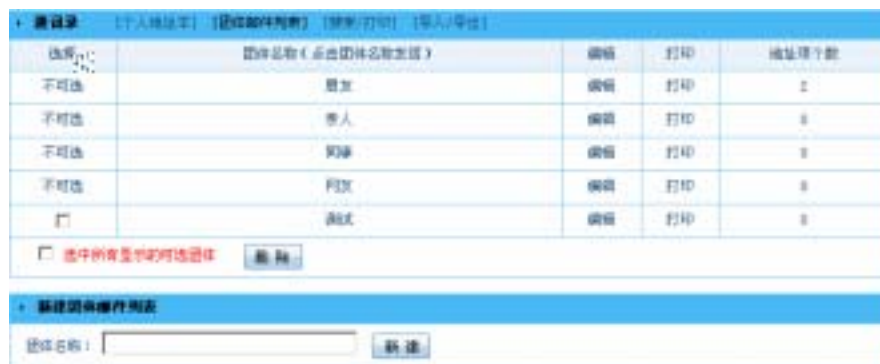 通讯录 [个人地址本] [团体邮件列表] [搜索/打印] [导入/导出]
选择 团体名称(点击团体名称发信) 编辑 打印 地址项个数
不可选 朋友 编辑 打印 2
不可选 亲人 编辑 打印 0
不可选 同事 编辑 打印
不可选 网友 编辑 打印 0
测试 编辑 打印 0
选中所有显示的可选团体 删 除
新建团体邮件列表
团体名称: 新 建